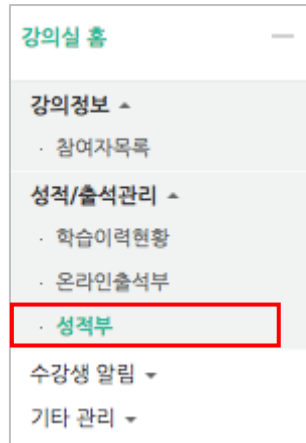 강의실 홈
강의정보
· 참여자목록
성적/출석관리
· 학습이력현황
· 온라인출석부
· 성적부
수강생 알림
기타 관리